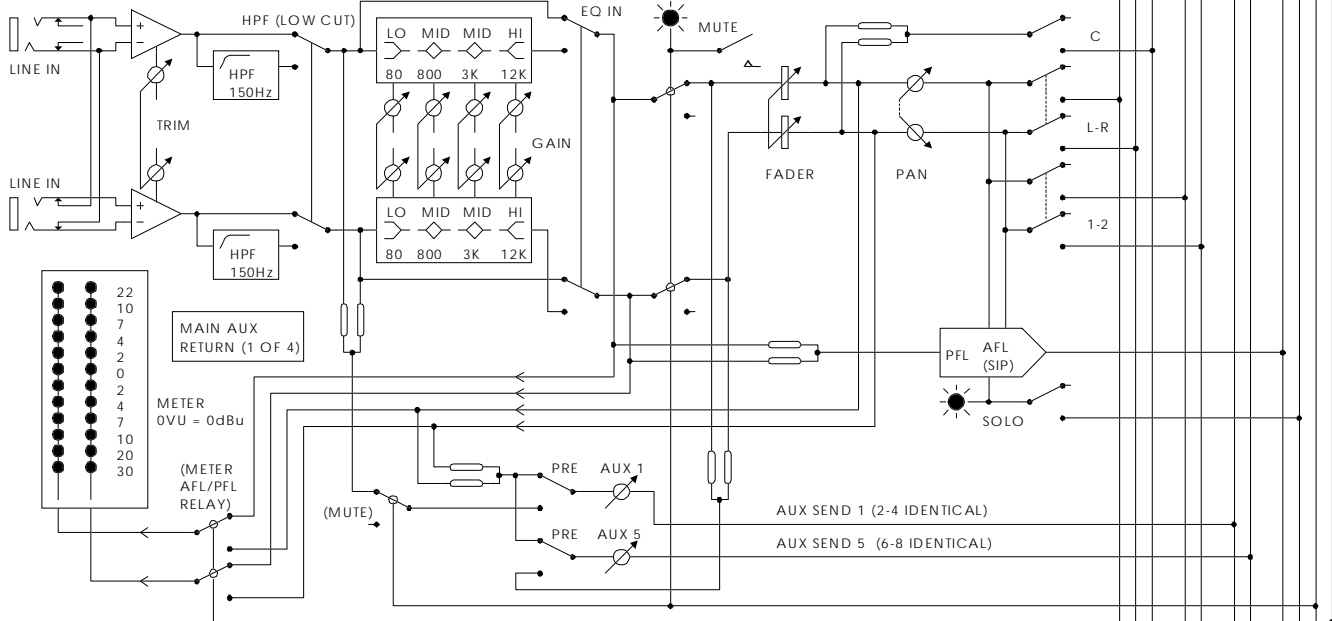 HPF (LOW CUT)
EQ IN
LINE IN
+
−
HPF
150Hz
LO MID MID HI
80 800 3K 12K
MUTE
C
TRIM
GAIN
L-R
FADER
PAN
LINE IN
+
−
HPF
150Hz
LO MID MID HI
80 800 3K 12K
1-2
22
10
7
4
2
0
2
4
7
10
20
30
MAIN AUX
RETURN (1 OF 4)
METER
0VU = 0dBu
PFL
AFL
(SIP)
SOLO
(METER
AFL/PFL
RELAY)
(MUTE)
PRE AUX 1
AUX SEND 1 (2-4 IDENTICAL)
PRE AUX 5
AUX SEND 5 (6-8 IDENTICAL)